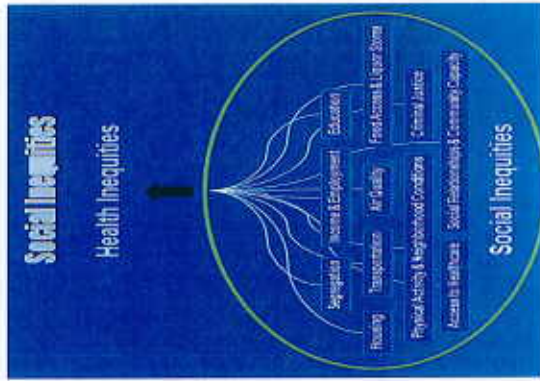 Social Inequities
Health Inequities
Segregation Income & Employment Education
Housing Transportation Air Quality Food Access & Liquor Stores
Physical Activity & Neighborhood Conditions Criminal Justice
Access to Healthcare Social Relationships & Community Capacity
Social Inequities